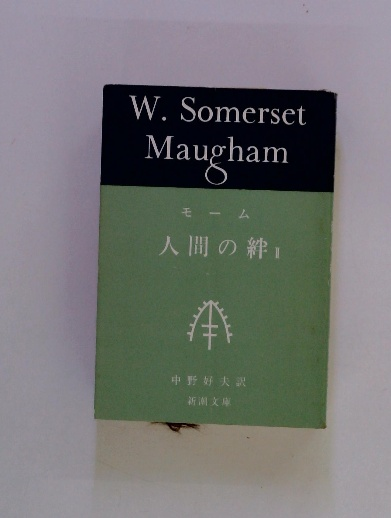 W. Somerset
Maugham
モーム
人間の絆 II
中野好夫訳
新潮文庫